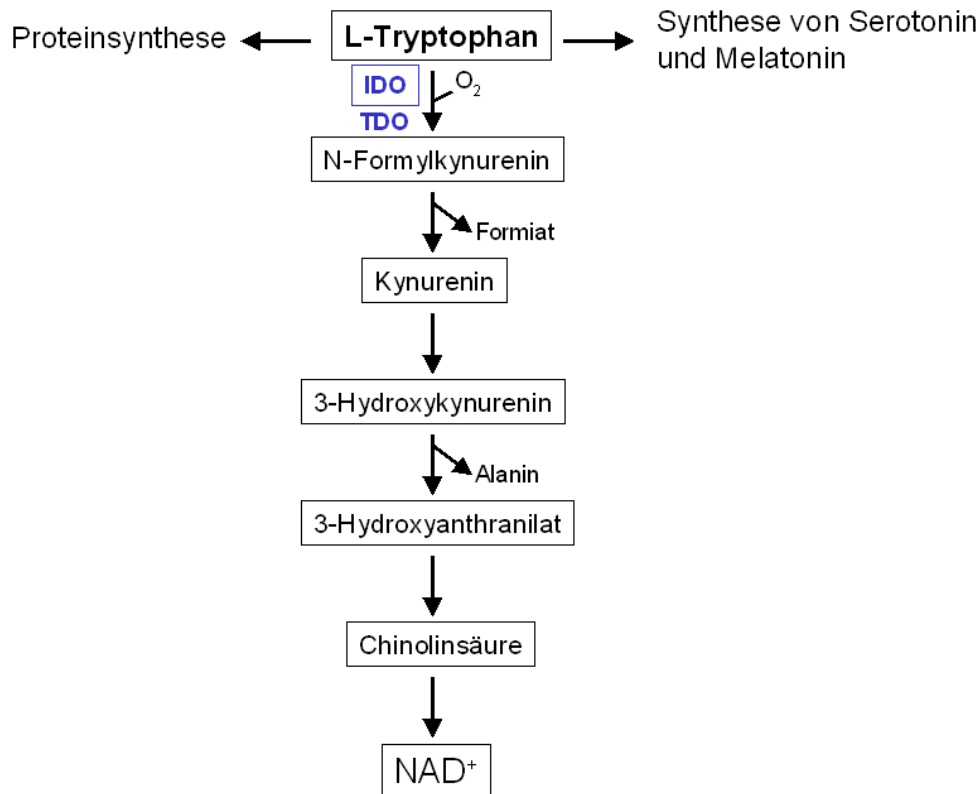 Proteinsynthese
L-Tryptophan
Synthese von Serotonin
und Melatonin
IDO
O₂
TDO
N-Formylkynurenin
Formiat
Kynurenin
3-Hydroxykynurenin
Alanin
3-Hydroxyanthranilat
Chinolinsäure
NAD⁺